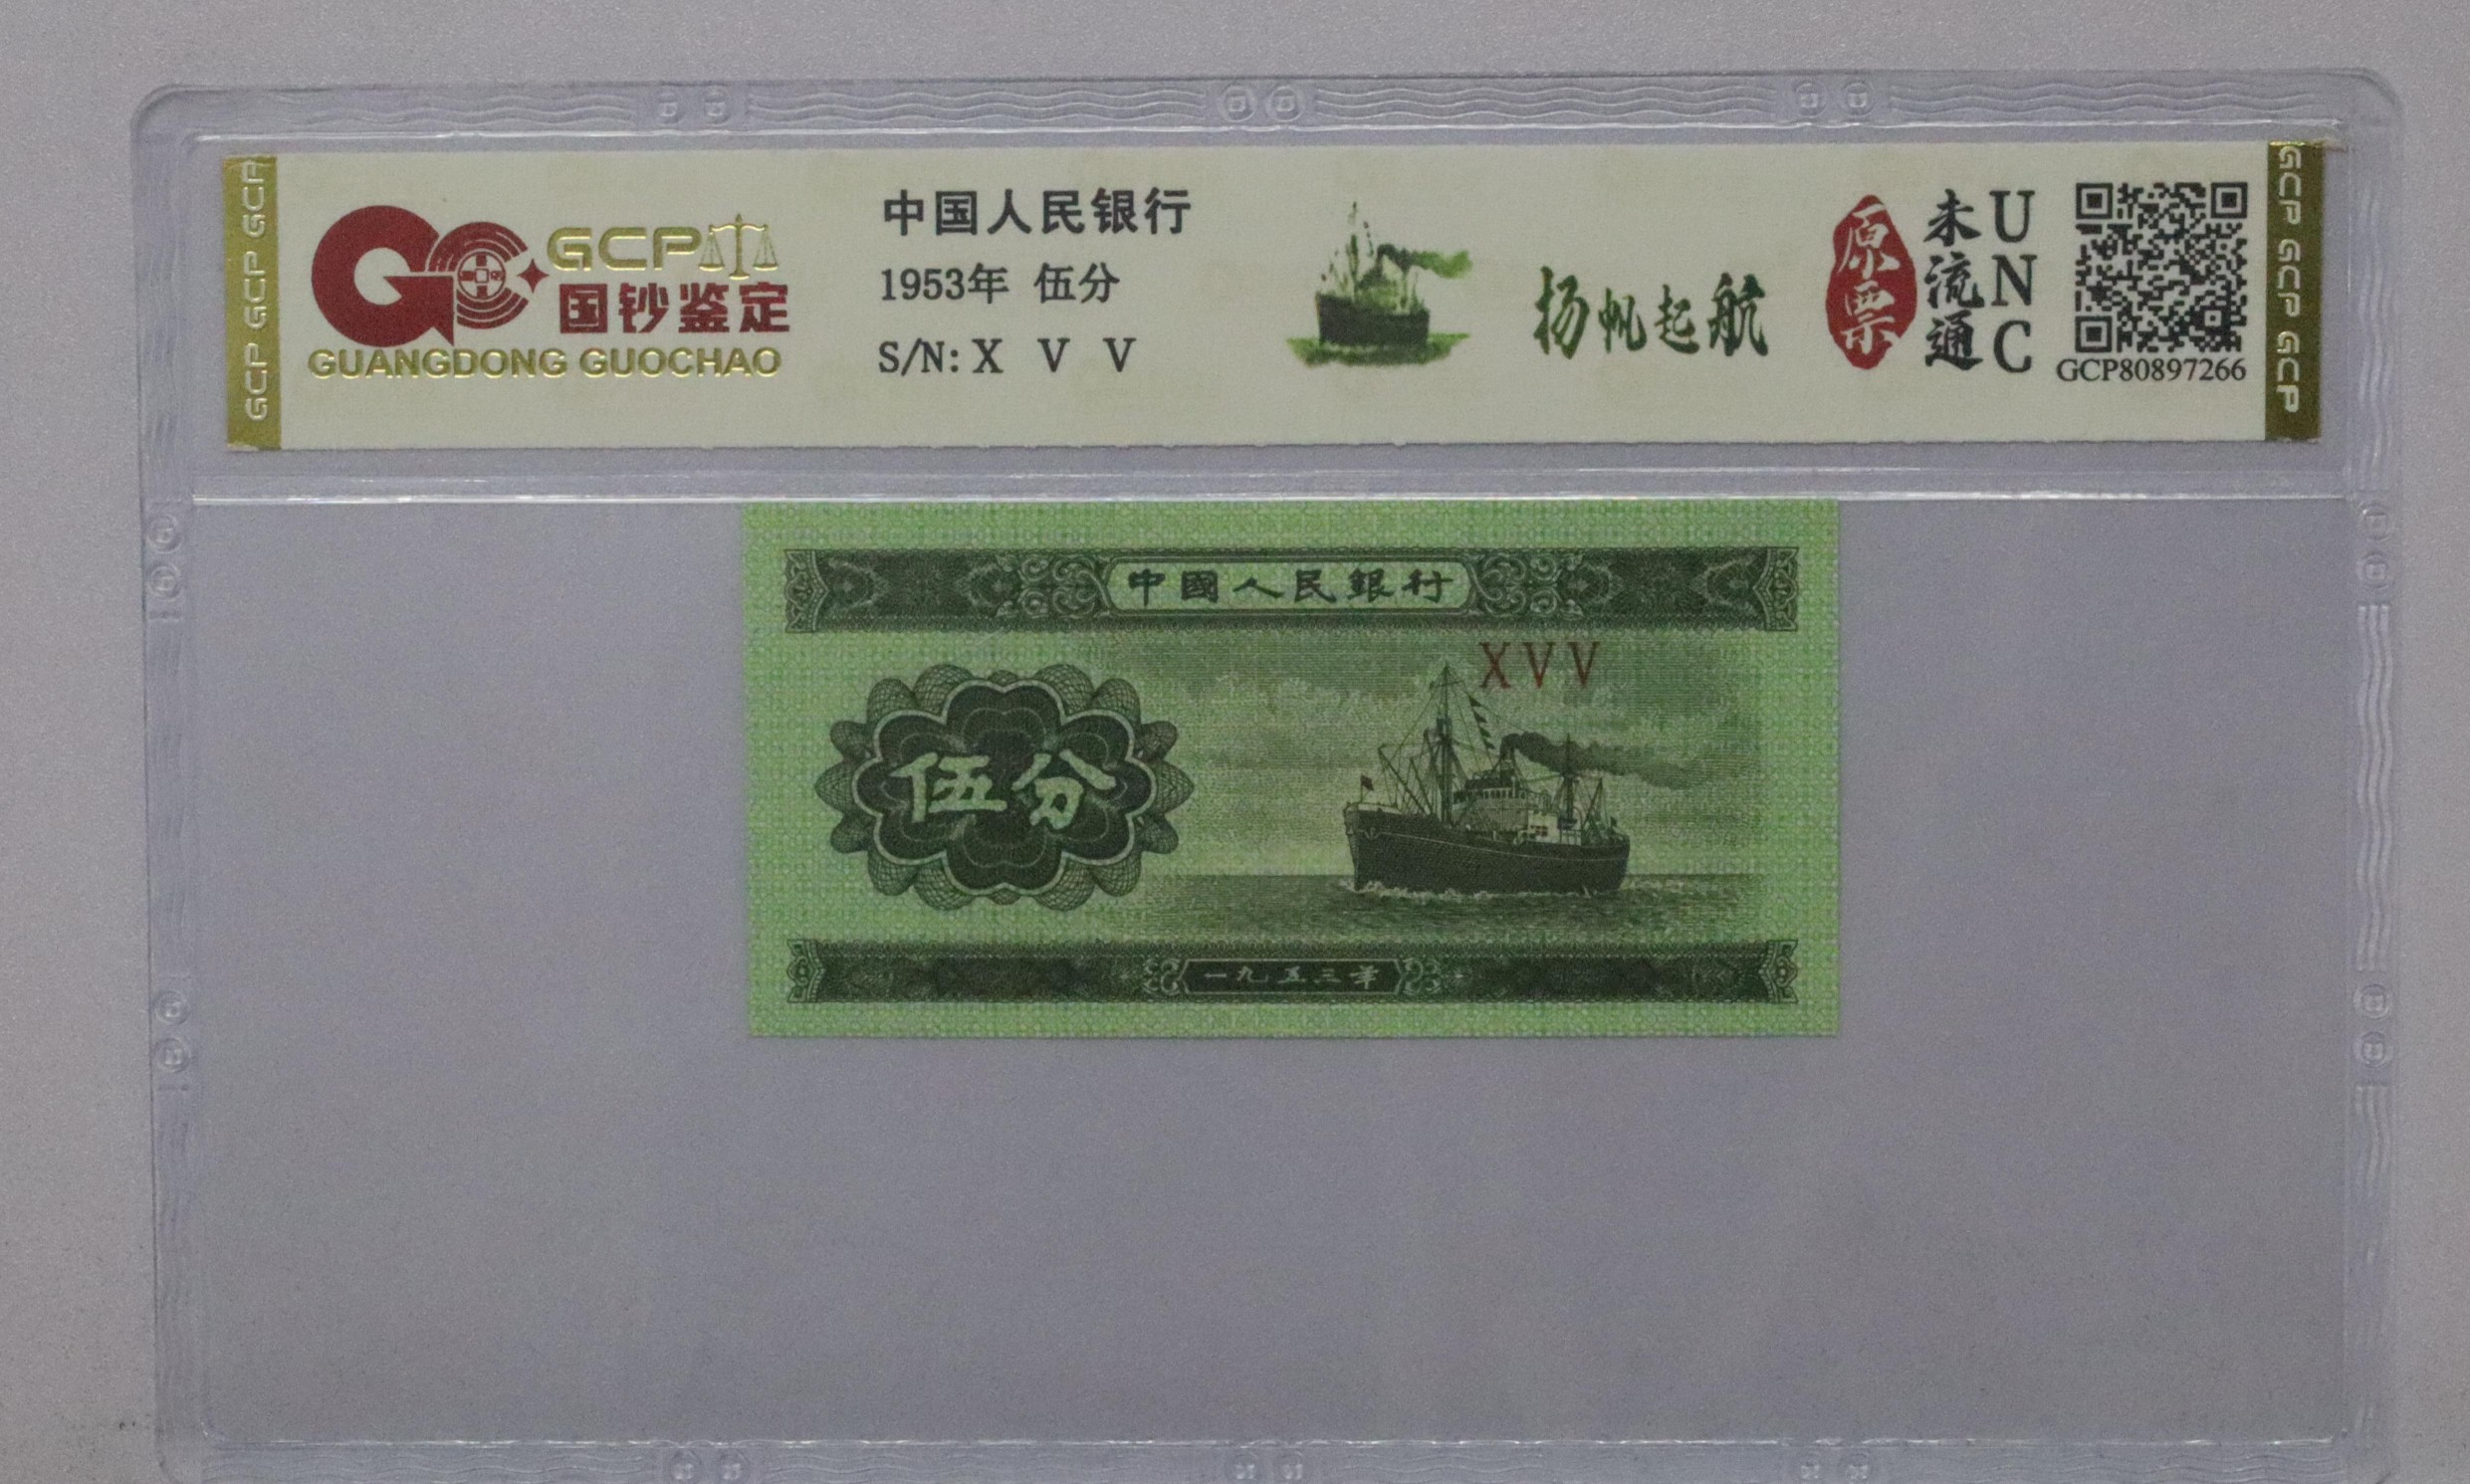 GCP GCP GCP GCP
GCP
国钞鉴定
GUANGDONG GUOCHAO
中国人民银行
1953年 伍分
S/N: X V V
扬帆起航
原票
未流通
UNC
GCP80897266
GCP GCP GCP
中國人民銀行
XVV
伍分
一九五三年